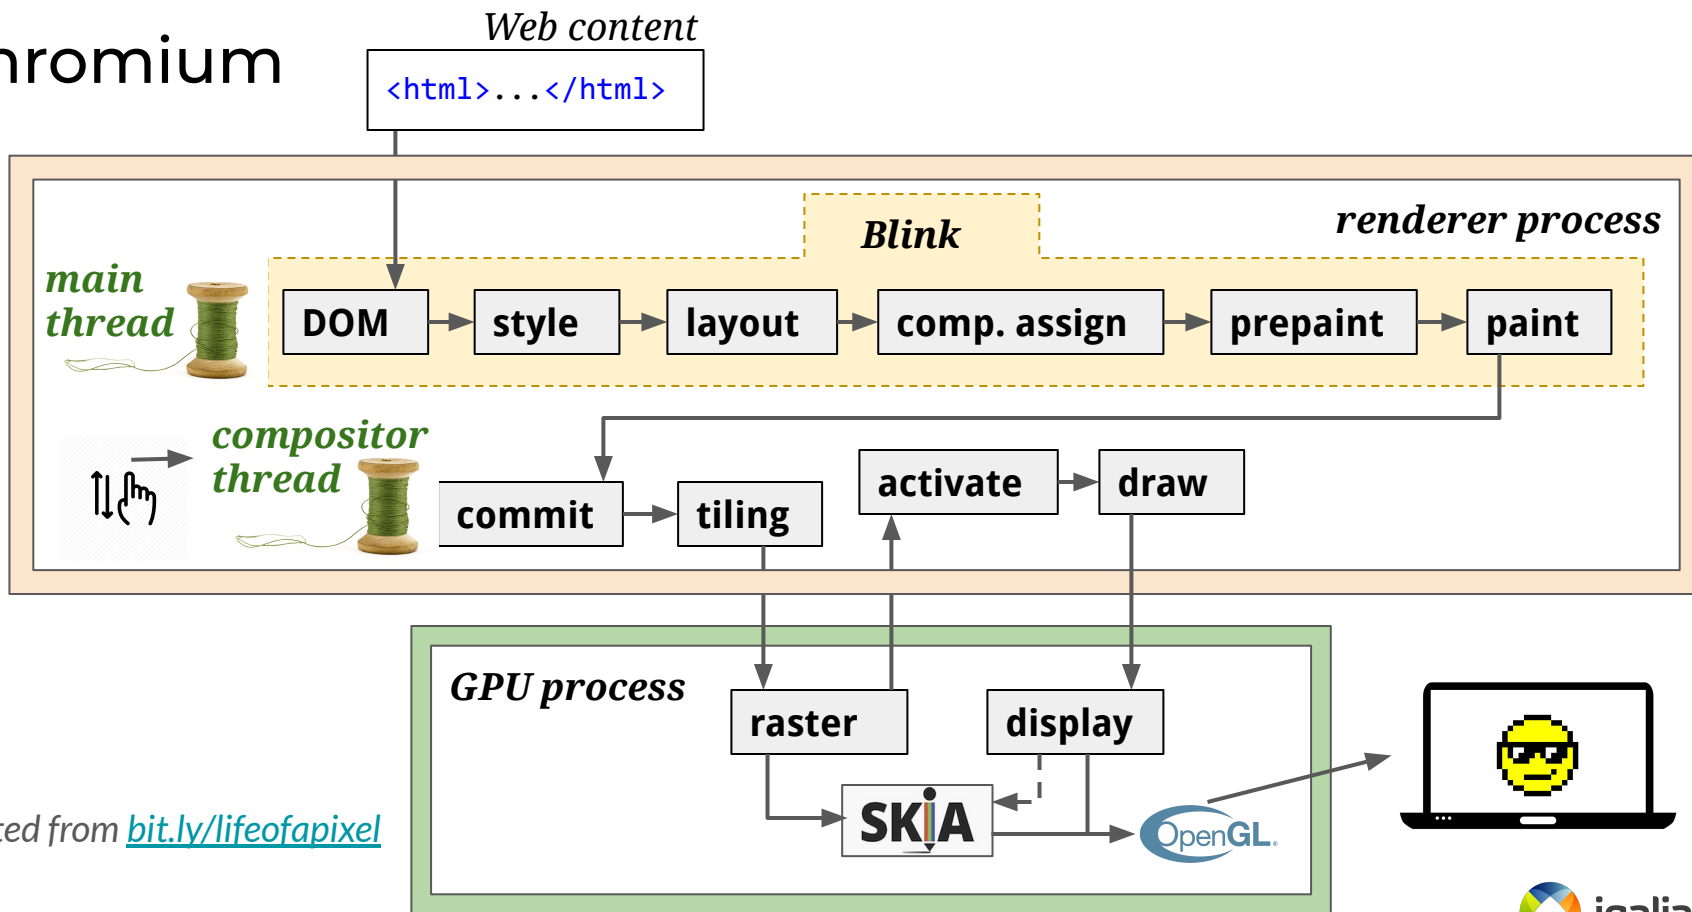 hromium
Web content
<html>...</html>
renderer process
Blink
main
thread
DOM
style
layout
comp. assign
prepaint
paint
compositor
thread
commit
tiling
activate
draw
GPU process
raster
display
SKiA
OpenGL
ted from bit.ly/lifeofapixel
igalia